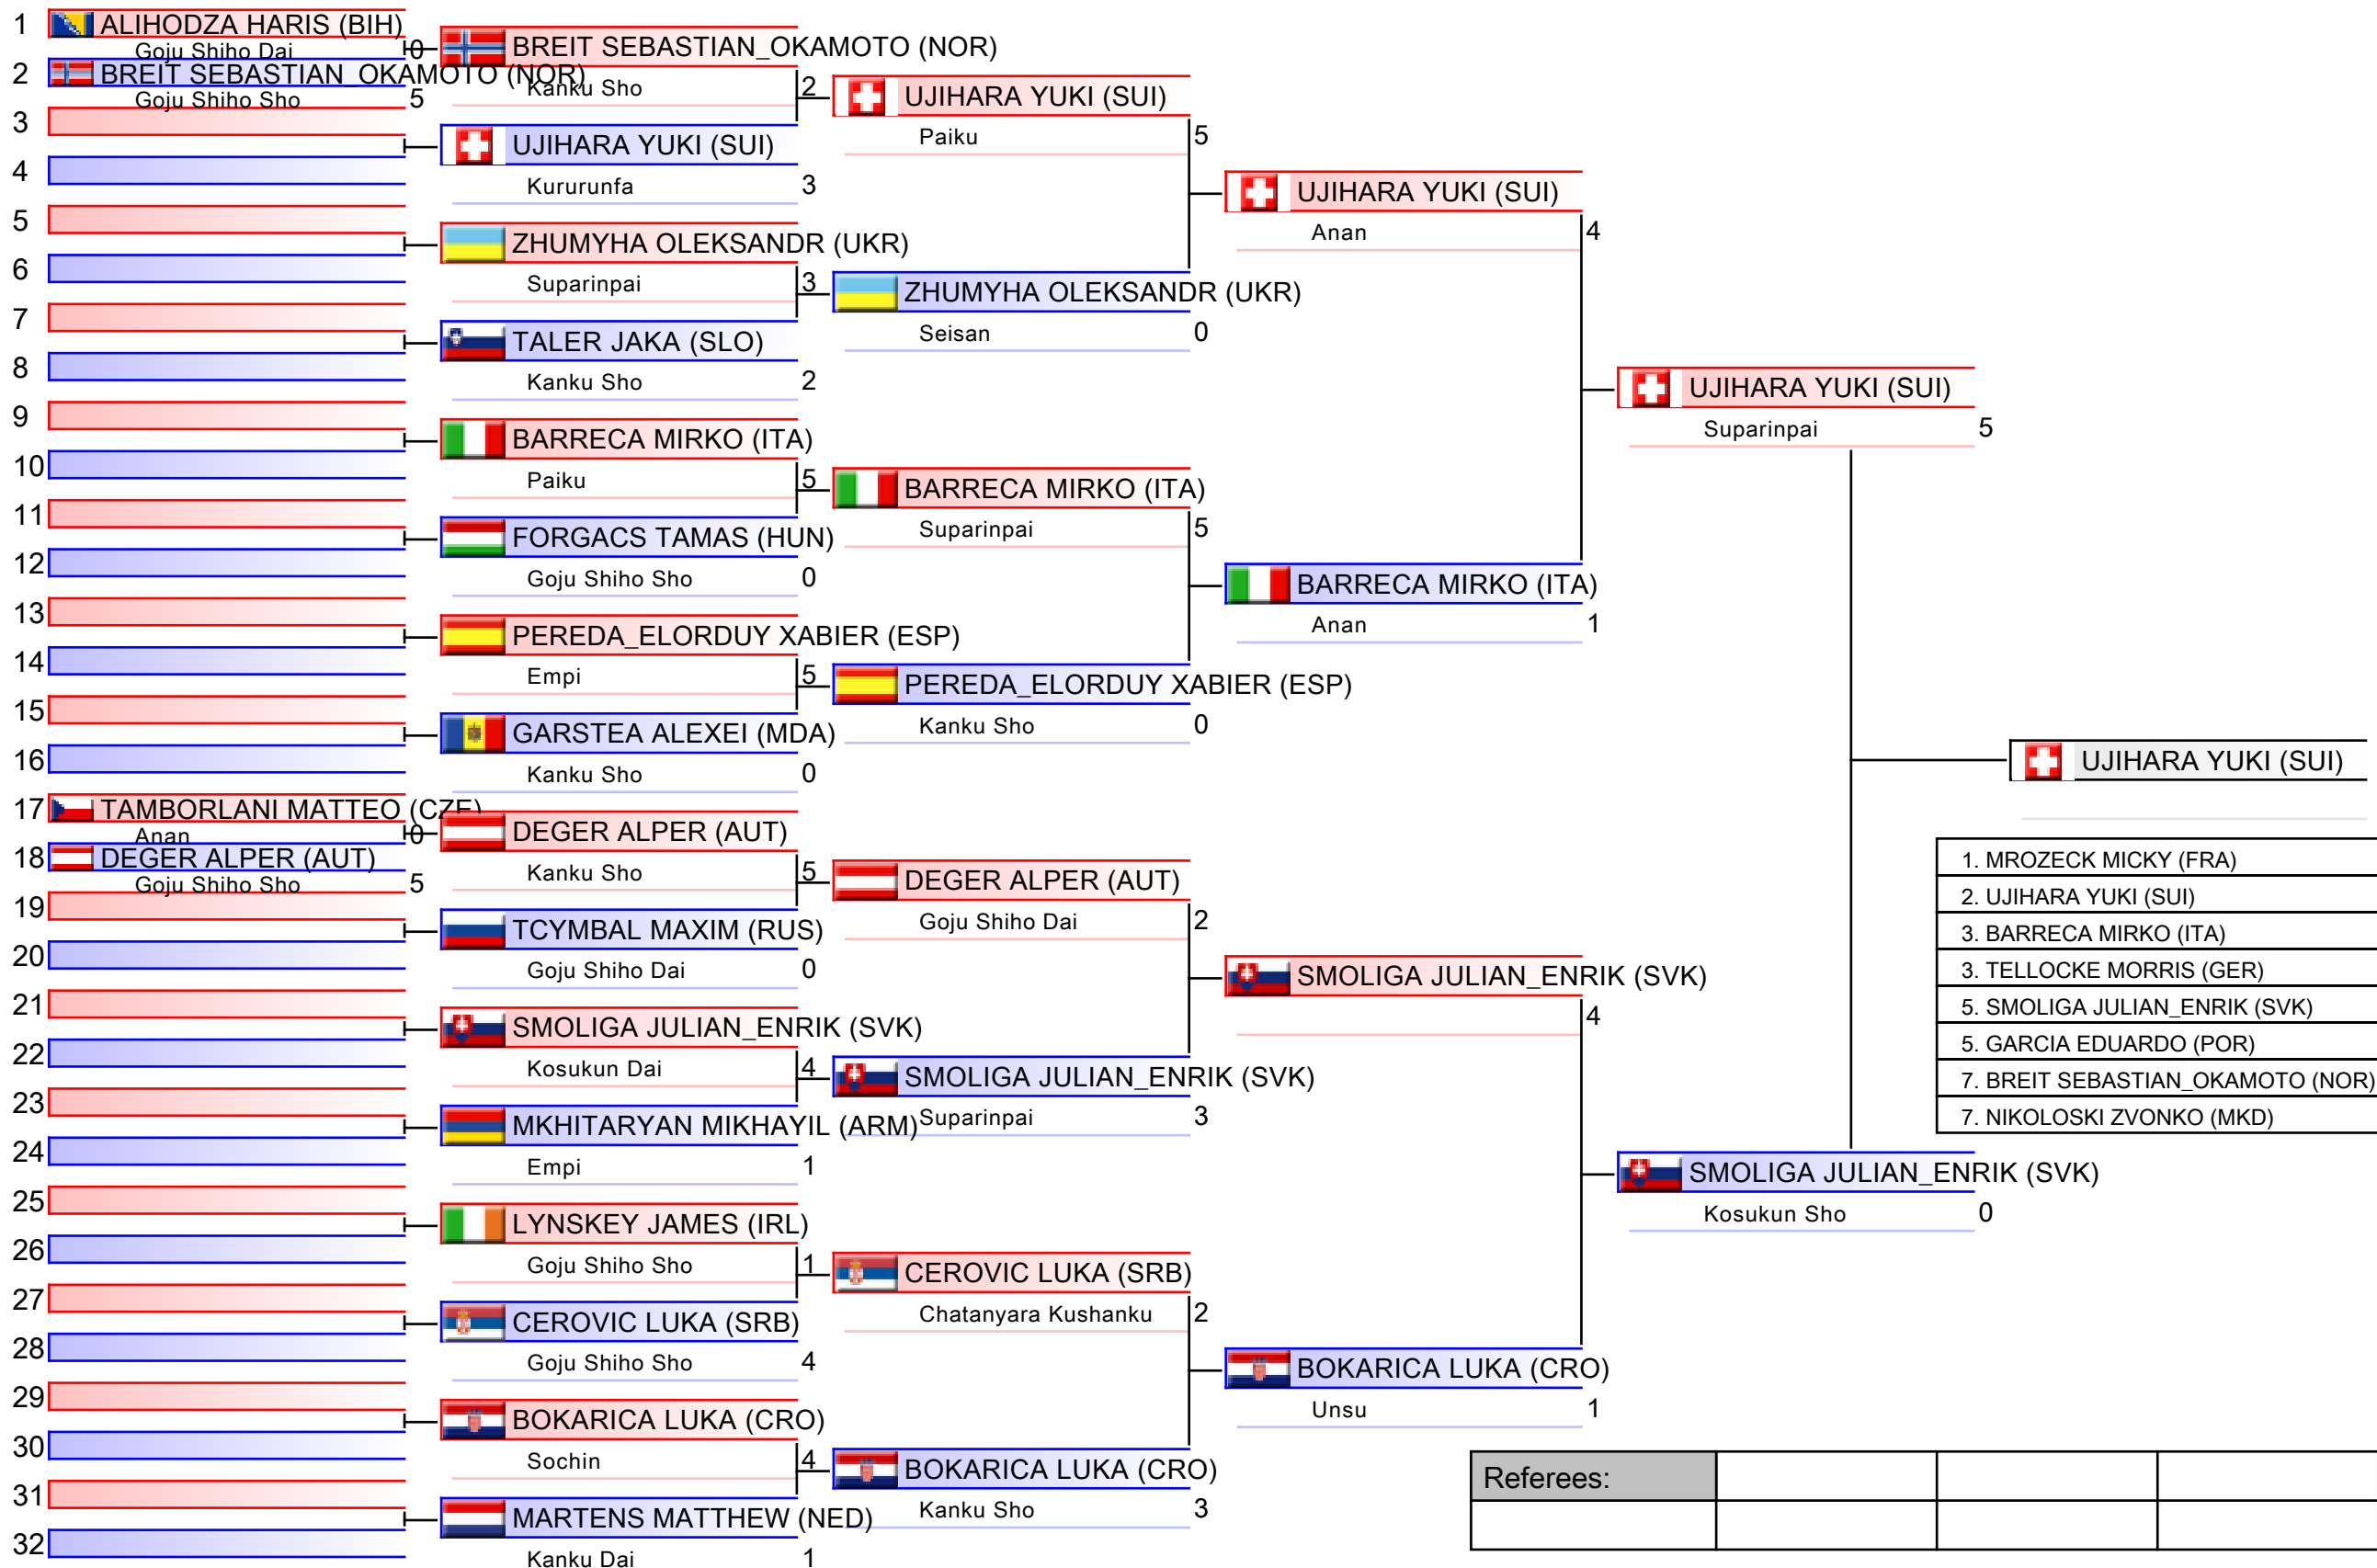 1
ALIHODZA HARIS (BIH)
Goju Shiho Dai 0
2
BREIT SEBASTIAN_OKAMOTO (NOR)
Goju Shiho Sho 5
3
4
5
6
7
8
9
10
11
12
13
14
15
16
17
TAMBORLANI MATTEO (CZE)
Anan 0
18
DEGER ALPER (AUT)
Goju Shiho Sho 5
19
20
21
22
23
24
25
26
27
28
29
30
31
32
BREIT SEBASTIAN_OKAMOTO (NOR)
Kanku Sho 2
UJIHARA YUKI (SUI)
Kururunfa 3
ZHUMYHA OLEKSANDR (UKR)
Suparinpai 3
TALER JAKA (SLO)
Kanku Sho 2
BARRECA MIRKO (ITA)
Paiku 5
FORGACS TAMAS (HUN)
Goju Shiho Sho 0
PEREDA_ELORDUY XABIER (ESP)
Empi 5
GARSTEA ALEXEI (MDA)
Kanku Sho 0
DEGER ALPER (AUT)
Kanku Sho 5
TCYMBAL MAXIM (RUS)
Goju Shiho Dai 0
SMOLIGA JULIAN_ENRIK (SVK)
Kosukun Dai 4
MKHITARYAN MIKHAYIL (ARM)
Empi 1
LYNSKEY JAMES (IRL)
Goju Shiho Sho 1
CEROVIC LUKA (SRB)
Goju Shiho Sho 4
BOKARICA LUKA (CRO)
Sochin 4
MARTENS MATTHEW (NED)
Kanku Dai 1
UJIHARA YUKI (SUI)
Paiku 5
ZHUMYHA OLEKSANDR (UKR)
Seisan 0
BARRECA MIRKO (ITA)
Suparinpai 5
PEREDA_ELORDUY XABIER (ESP)
Kanku Sho 0
DEGER ALPER (AUT)
Goju Shiho Dai 2
SMOLIGA JULIAN_ENRIK (SVK)
Suparinpai 3
CEROVIC LUKA (SRB)
Chatanyara Kushanku 2
BOKARICA LUKA (CRO)
Kanku Sho 3
UJIHARA YUKI (SUI)
Anan 4
BARRECA MIRKO (ITA)
Anan 1
SMOLIGA JULIAN_ENRIK (SVK)
4
BOKARICA LUKA (CRO)
Unsu 1
UJIHARA YUKI (SUI)
Suparinpai 5
SMOLIGA JULIAN_ENRIK (SVK)
Kosukun Sho 0
UJIHARA YUKI (SUI)
1. MROZECK MICKY (FRA)
2. UJIHARA YUKI (SUI)
3. BARRECA MIRKO (ITA)
3. TELLOCKE MORRIS (GER)
5. SMOLIGA JULIAN_ENRIK (SVK)
5. GARCIA EDUARDO (POR)
7. BREIT SEBASTIAN_OKAMOTO (NOR)
7. NIKOLOSKI ZVONKO (MKD)
Referees: